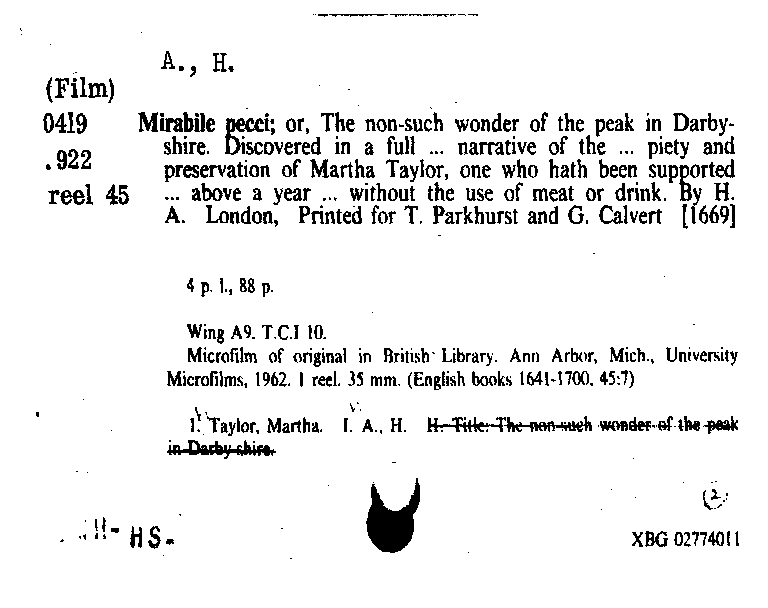 A., H.
(Film)
0419
.922
reel 45
Mirabile pecci; or, The non-such wonder of the peak in Darby-
shire. Discovered in a full ... narrative of the ... piety and
preservation of Martha Taylor, one who hath been supported
... above a year ... without the use of meat or drink. By H.
A. London, Printed for T. Parkhurst and G. Calvert [1669]
4 p. l., 88 p.
Wing A9. T.C.I 10.
Microfilm of original in British Library. Ann Arbor, Mich., University
Microfilms, 1962. 1 reel. 35 mm. (English books 1641-1700, 45:7)
1. Taylor, Martha. I. A., H. II. Title: The non-such wonder of the peak
in Darby-shire.
(2)
HS-
XBG 02774011